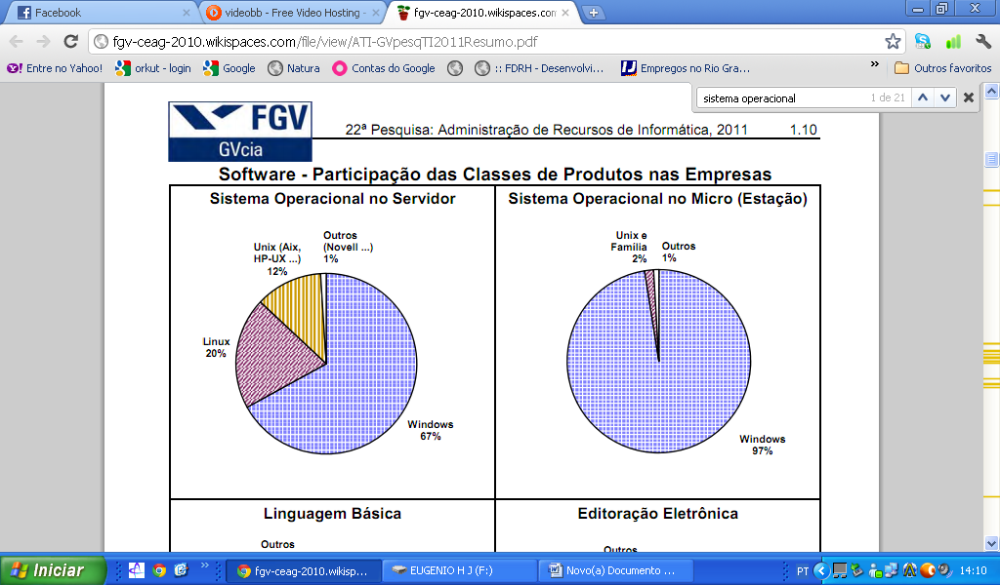 Facebook
videobb - Free Video Hosting -
fgv-ceag-2010.wikispaces.com
fgv-ceag-2010.wikispaces.com/file/view/ATI-GVpesqTI2011Resumo.pdf
Entre no Yahoo!
orkut - login
Google
Natura
Contas do Google
:: FDRH - Desenvolvi...
Empregos no Rio Gra...
»
Outros favoritos
sistema operacional
1 de 21
FGV
GVcia
22ª Pesquisa: Administração de Recursos de Informática, 2011 1.10
Software - Participação das Classes de Produtos nas Empresas
Sistema Operacional no Servidor
Outros
(Novell ...)
1%
Unix (Aix,
HP-UX ...)
12%
Linux
20%
Windows
67%
Sistema Operacional no Micro (Estação)
Unix e
Família
2%
Outros
1%
Windows
97%
Linguagem Básica
Outros
Editoração Eletrônica
Outros
Iniciar
»
fgv-ceag-2010.wikisp...
EUGENIO H J (F:)
Novo(a) Documento ...
PT
14:10